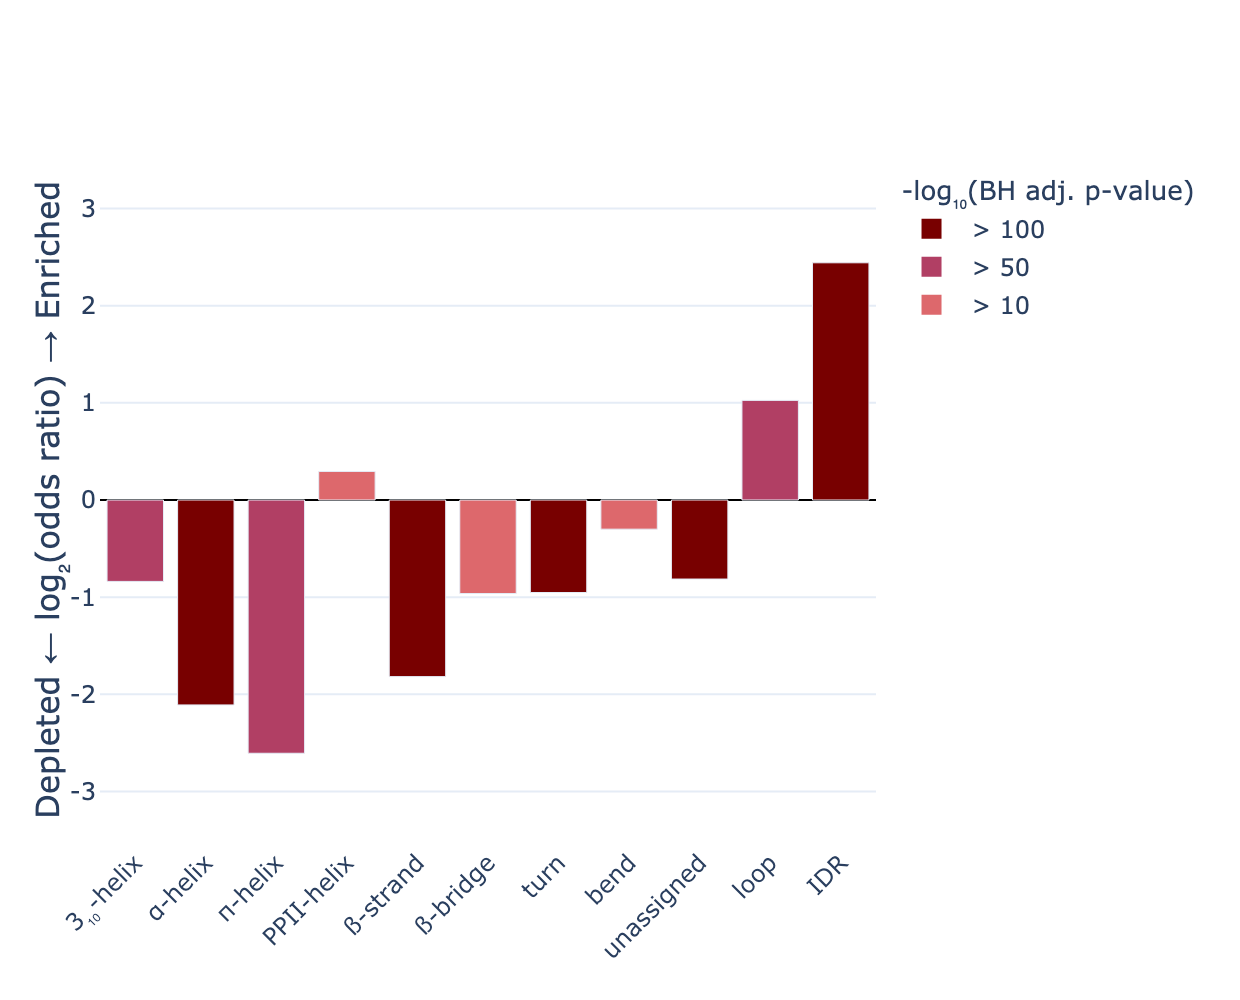 -log₁₀(BH adj. p-value)
> 100
> 50
> 10
Depleted ← log₂(odds ratio) → Enriched
3
2
1
0
-1
-2
-3
3₁₀-helix
α-helix
π-helix
PPII-helix
β-strand
β-bridge
turn
bend
unassigned
loop
IDR